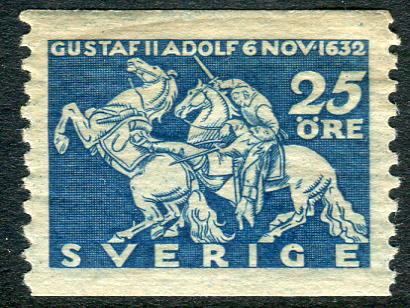 GUSTAF II ADOLF 6 NOV·1632
25
ÖRE
SVERIGE